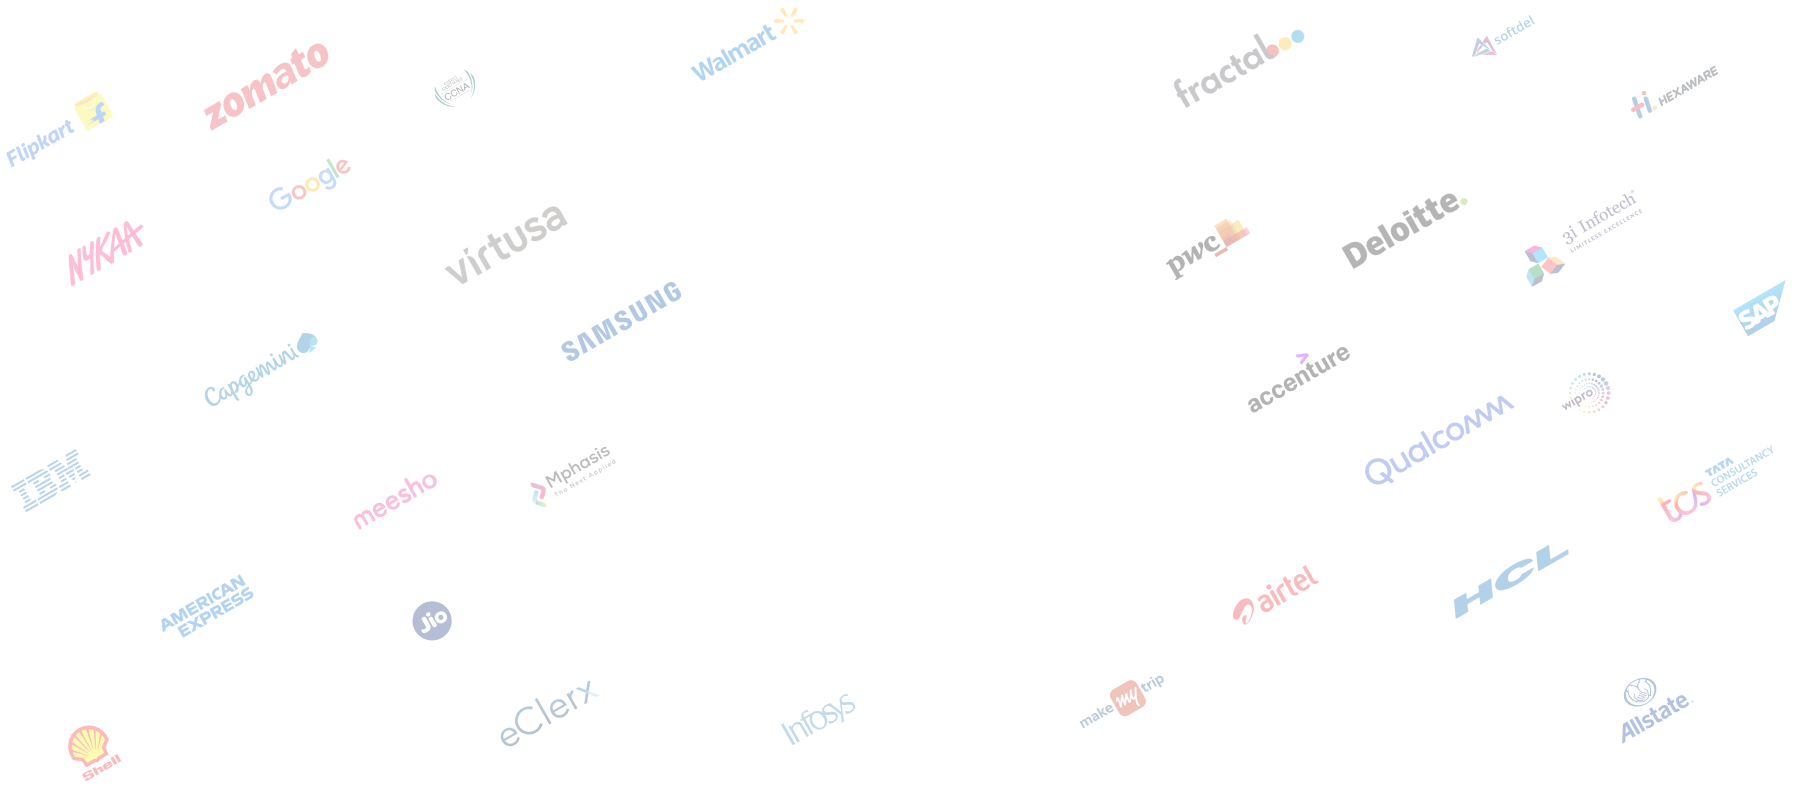 Walmart
zomato
fractal
softdel
CCNA
HEXAWARE
Flipkart
Google
NYKAA
virtusa
pwc
Deloitte.
3i Infotech
LIMITLESS EXCELLENCE
SAMSUNG
SAP
Capgemini
accenture
wipro
Qualcomm
IBM
meesho
Mphasis
The Next Applied
tcs
TATA
CONSULTANCY
SERVICES
AMERICAN
EXPRESS
Jio
airtel
HCL
eClerx
Infosys
make my trip
Allstate
Shell